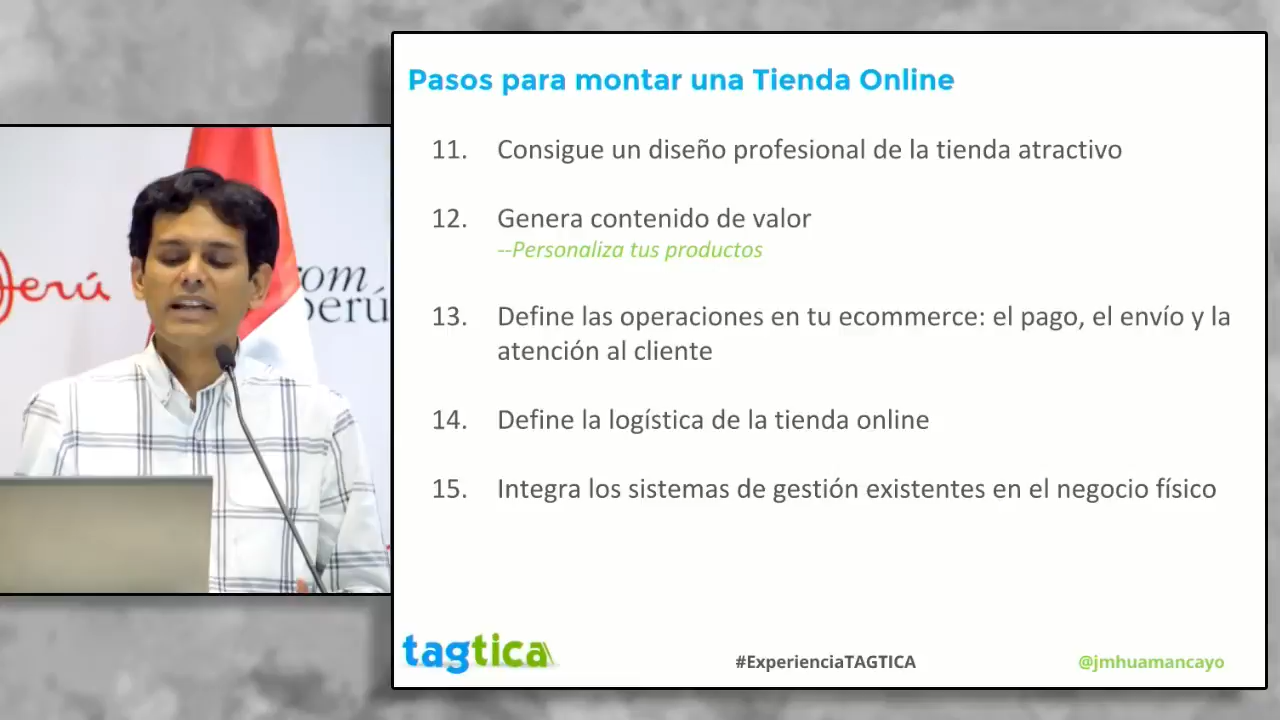 Pasos para montar una Tienda Online
11. Consigue un diseño profesional de la tienda atractivo
12. Genera contenido de valor
--Personaliza tus productos
13. Define las operaciones en tu ecommerce: el pago, el envío y la
atención al cliente
14. Define la logística de la tienda online
15. Integra los sistemas de gestión existentes en el negocio físico
tagtica
#ExperienciaTAGTICA
@jmhuamancayo
erú
om
perú